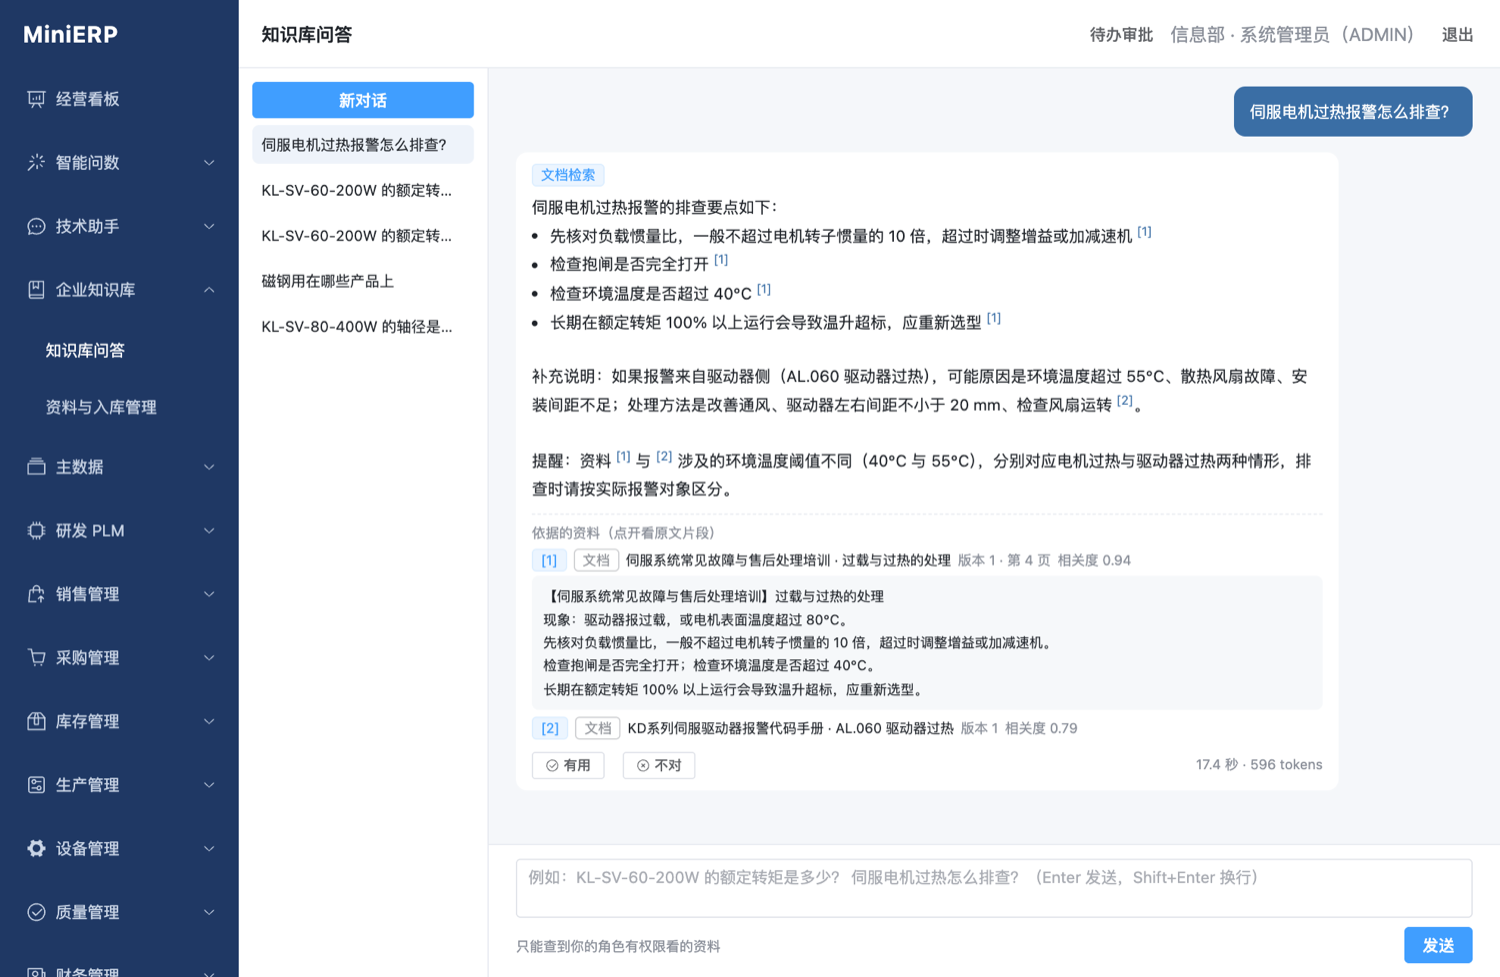 MiniERP
经营看板
智能问数
技术助手
企业知识库
知识库问答
资料与入库管理
主数据
研发 PLM
销售管理
采购管理
库存管理
生产管理
设备管理
质量管理
财务管理
知识库问答
待办审批 信息部 · 系统管理员（ADMIN） 退出
新对话
伺服电机过热报警怎么排查?
KL-SV-60-200W 的额定转...
KL-SV-60-200W 的额定转...
磁钢用在哪些产品上
KL-SV-80-400W 的轴径是...
伺服电机过热报警怎么排查?
文档检索
伺服电机过热报警的排查要点如下：
• 先核对负载惯量比，一般不超过电机转子惯量的 10 倍，超过时调整增益或加减速机 [1]
• 检查抱闸是否完全打开 [1]
• 检查环境温度是否超过 40°C [1]
• 长期在额定转矩 100% 以上运行会导致温升超标，应重新选型 [1]
补充说明：如果报警来自驱动器侧（AL.060 驱动器过热），可能原因是环境温度超过 55°C、散热风扇故障、安
装间距不足；处理方法是改善通风、驱动器左右间距不小于 20 mm、检查风扇运转 [2]。
提醒：资料 [1] 与 [2] 涉及的环境温度阈值不同（40°C 与 55°C），分别对应电机过热与驱动器过热两种情形，排
查时请按实际报警对象区分。
依据的资料（点开看原文片段）
[1] 文档 伺服系统常见故障与售后处理培训 · 过载与过热的处理 版本 1 · 第 4 页 相关度 0.94
【伺服系统常见故障与售后处理培训】过载与过热的处理
现象：驱动器报过载，或电机表面温度超过 80°C。
先核对负载惯量比，一般不超过电机转子惯量的 10 倍，超过时调整增益或加减速机。
检查抱闸是否完全打开；检查环境温度是否超过 40°C。
长期在额定转矩 100% 以上运行会导致温升超标，应重新选型。
[2] 文档 KD系列伺服驱动器报警代码手册 · AL.060 驱动器过热 版本 1 相关度 0.79
有用 不对 17.4 秒 · 596 tokens
例如：KL-SV-60-200W 的额定转矩是多少? 伺服电机过热怎么排查? （Enter 发送，Shift+Enter 换行）
只能查到你的角色有权限看的资料
发送